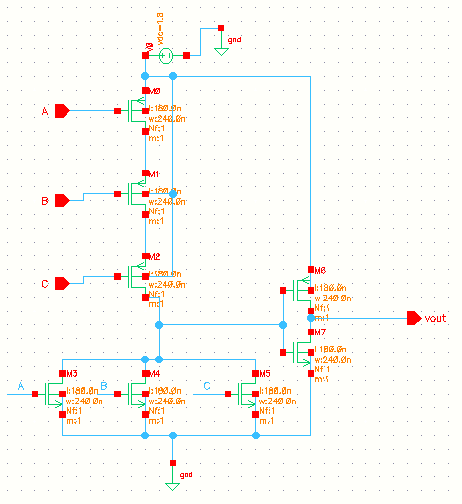 vdc=1.8
V0
gnd
M0
A
l:180.0n
w:240.0n
Nf:1
m:1
M1
B
l:180.0n
w:240.0n
Nf:1
m:1
M2
C
l:180.0n
w:240.0n
Nf:1
m:1
M6
l:180.0n
w:240.0n
Nf:1
m:1
vout
M7
l:180.0n
w:240.0n
Nf:1
m:1
M3
A
l:180.0n
w:240.0n
Nf:1
m:1
M4
B
l:180.0n
w:240.0n
Nf:1
m:1
M5
C
l:180.0n
w:240.0n
Nf:1
m:1
gnd